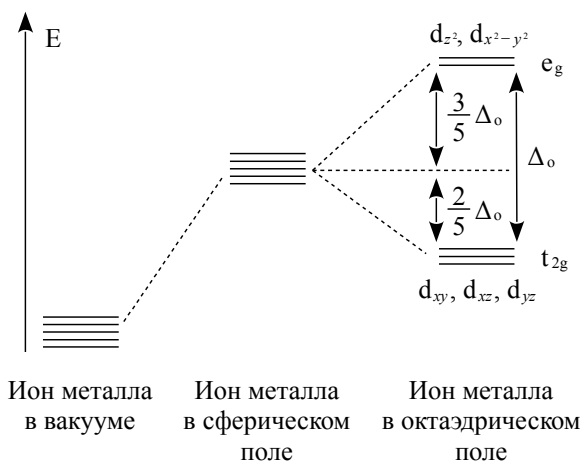 E
d_{z²}, d_{x²−y²}
e_g
3/5 Δ_o
Δ_o
2/5 Δ_o
t_{2g}
d_{xy}, d_{xz}, d_{yz}
Ион металла
в вакууме
Ион металла
в сферическом
поле
Ион металла
в октаэдрическом
поле